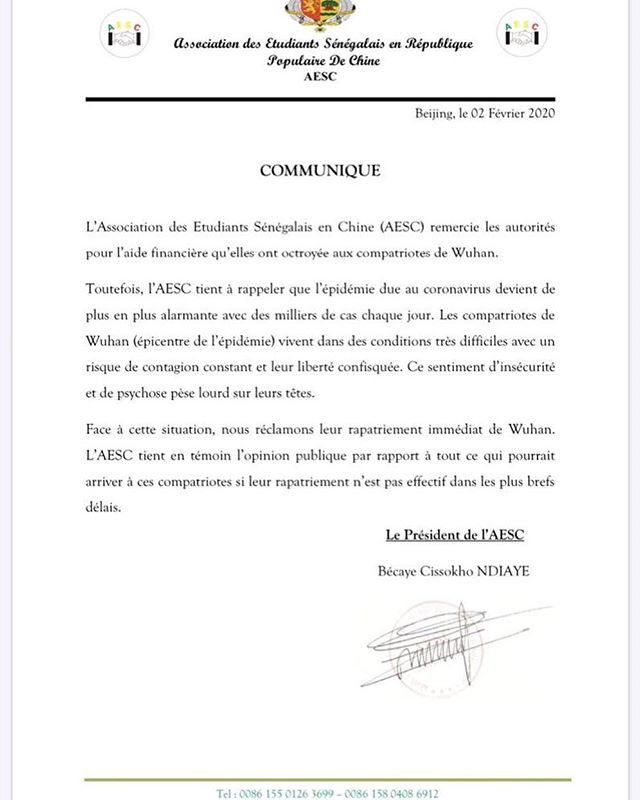 A E S C
A E S C
Association des Etudiants Sénégalais en République
Populaire De Chine
AESC
Beijing, le 02 Février 2020
COMMUNIQUE
L'Association des Etudiants Sénégalais en Chine (AESC) remercie les autorités
pour l'aide financière qu'elles ont octroyée aux compatriotes de Wuhan.
Toutefois, l'AESC tient à rappeler que l'épidémie due au coronavirus devient de
plus en plus alarmante avec des milliers de cas chaque jour. Les compatriotes de
Wuhan (épicentre de l'épidémie) vivent dans des conditions très difficiles avec un
risque de contagion constant et leur liberté confisquée. Ce sentiment d'insécurité
et de psychose pèse lourd sur leurs têtes.
Face à cette situation, nous réclamons leur rapatriement immédiat de Wuhan.
L'AESC tient en témoin l'opinion publique par rapport à tout ce qui pourrait
arriver à ces compatriotes si leur rapatriement n'est pas effectif dans les plus brefs
délais.
Le Président de l'AESC
Bécaye Cissokho NDIAYE
Tel : 0086 155 0126 3699 – 0086 158 0408 6912